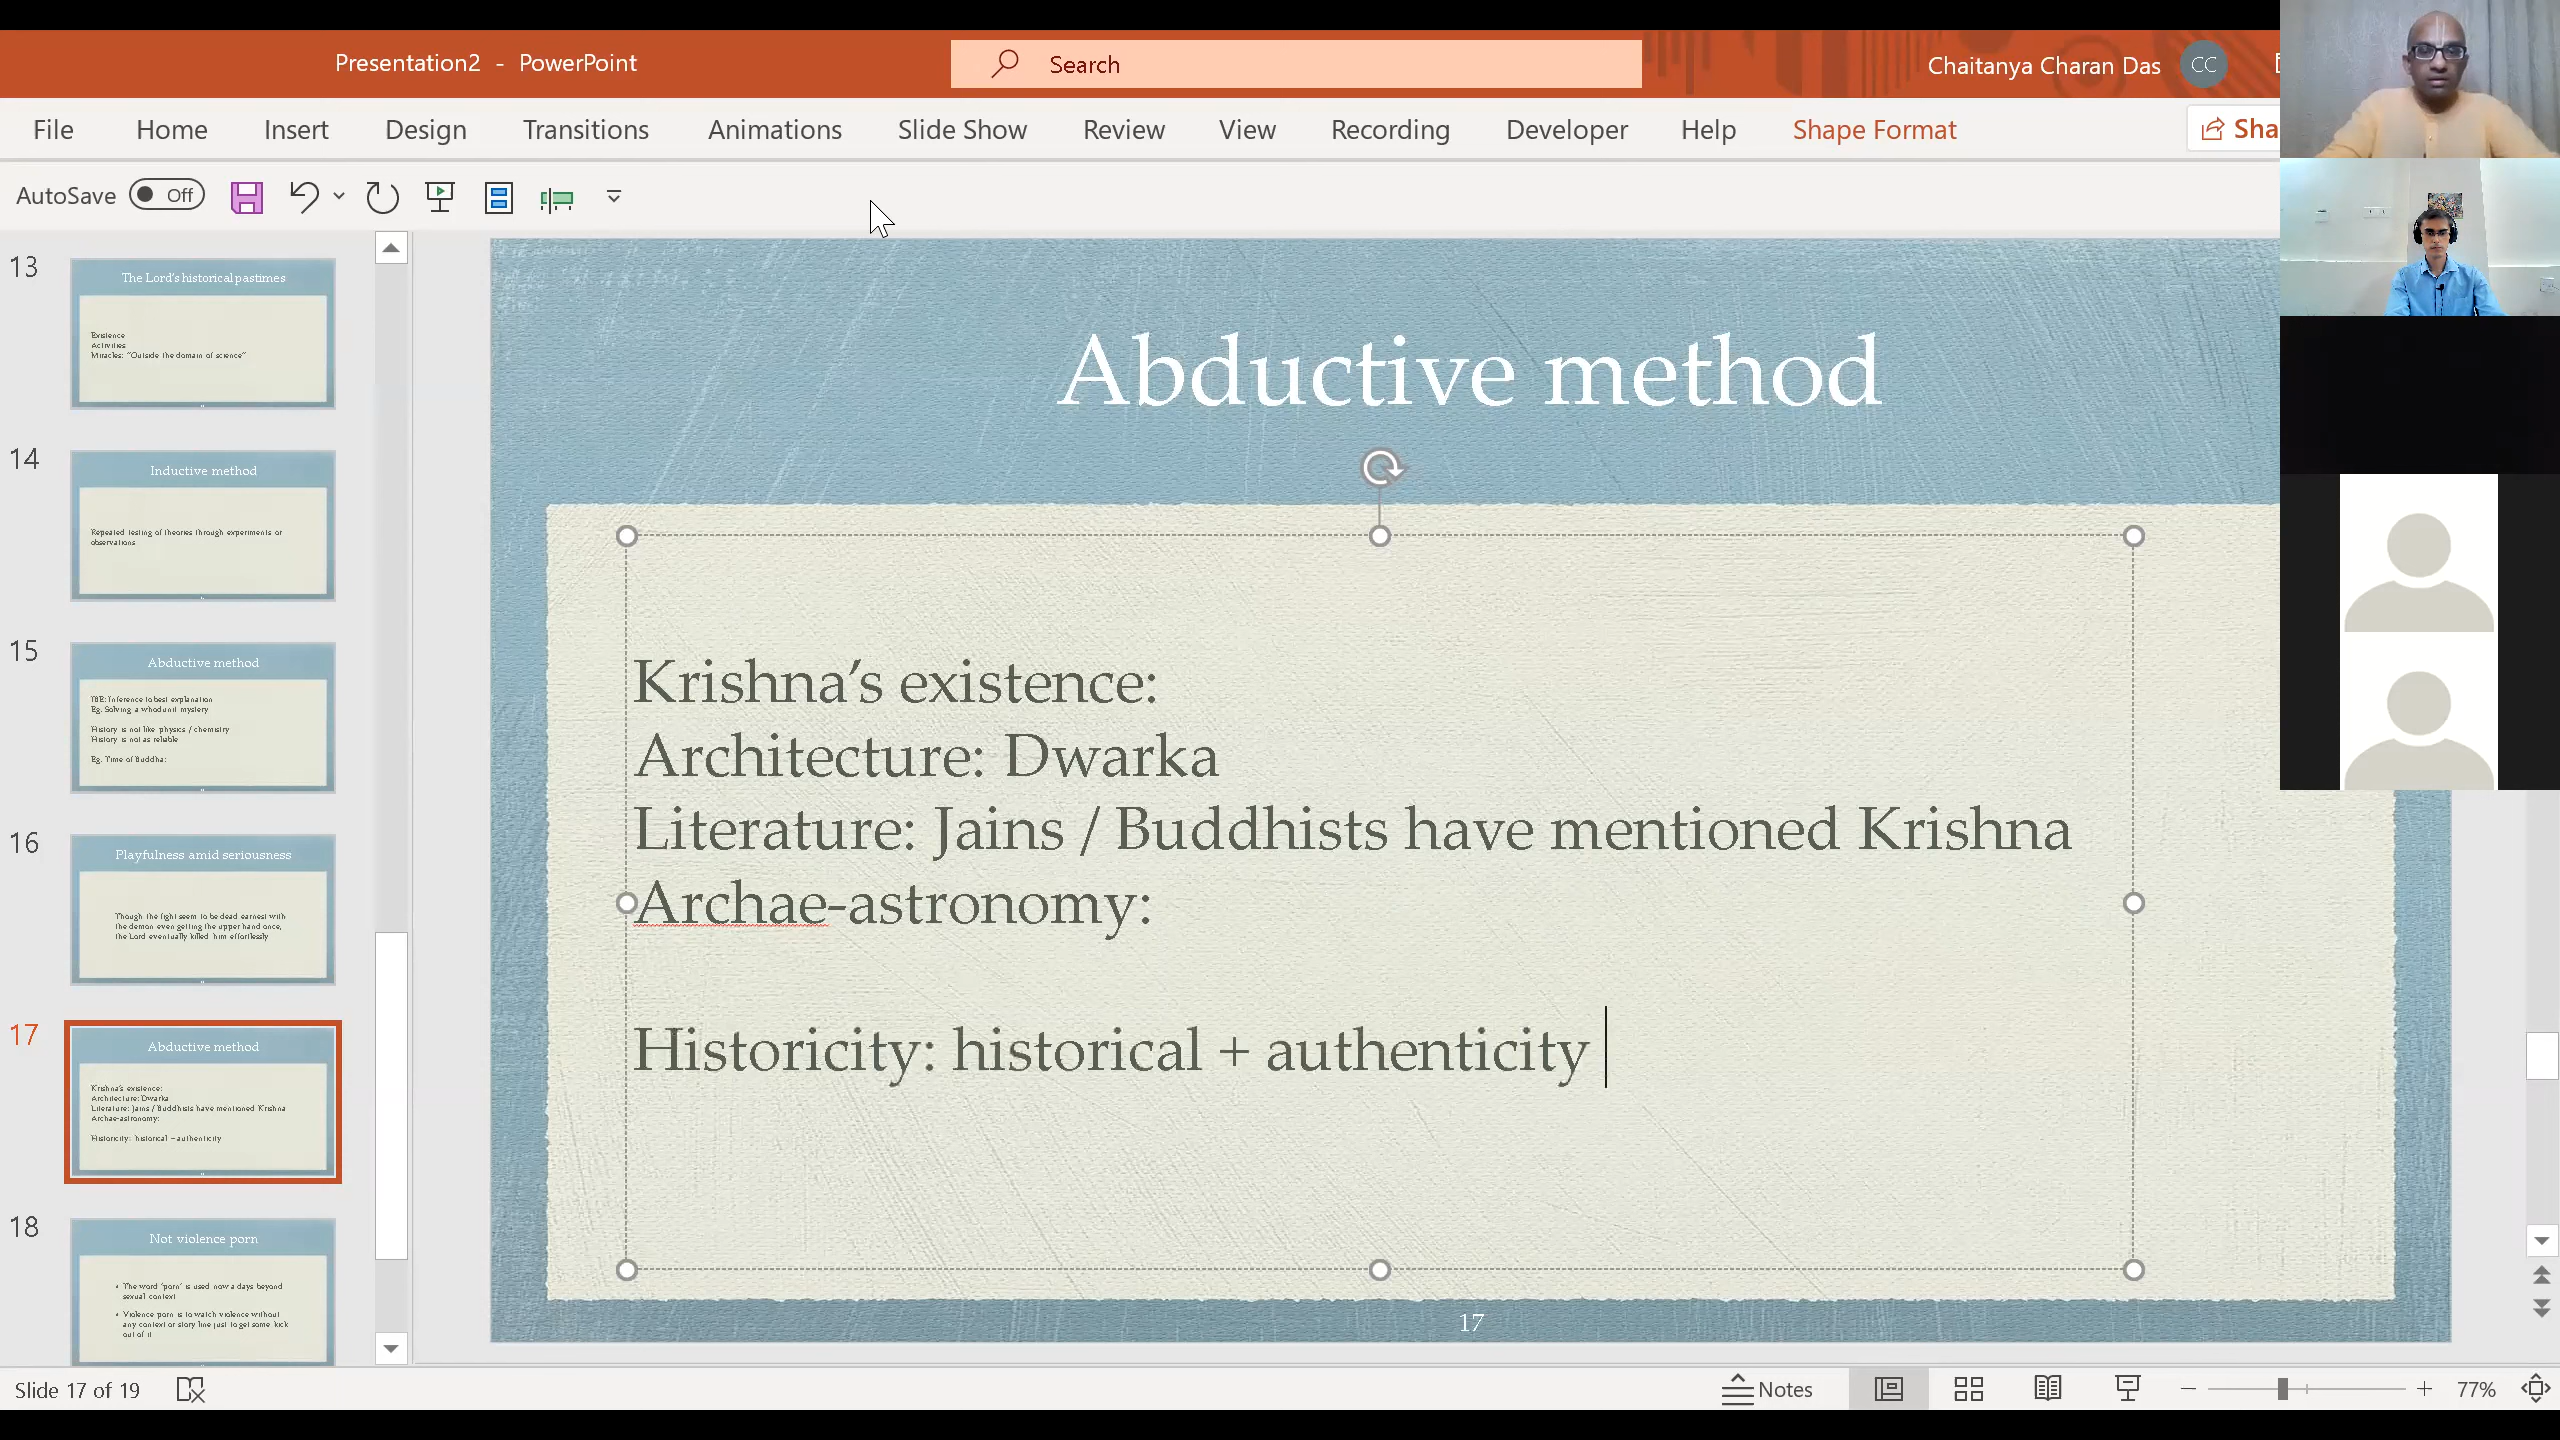 Presentation2 - PowerPoint
Search
Chaitanya Charan Das
CC
File Home Insert Design Transitions Animations Slide Show Review View Recording Developer Help Shape Format
Sha
AutoSave Off
13
The Lord's historical pastimes
Existence
Activities
Miracles: "Outside the domain of science"
14
Inductive method
Repeated testing of theories through experiments or
observations
15
Abductive method
IBE: Inference to best explanation
Eg. Solving a whodunit mystery
History is not like physics / chemistry
History is not as reliable
Eg. Time of Buddha:
16
Playfulness amid seriousness
Though the fight seem to be dead earnest with
the demon even getting the upper hand once,
the Lord eventually killed him effortlessly
17
Abductive method
Krishna's existence:
Architecture: Dwarka
Literature: Jains / Buddhists have mentioned Krishna
Archae-astronomy:
Historicity: historical + authenticity
18
Not violence porn
• The word 'porn' is used now a days beyond
sexual context
• Violence porn is to watch violence without
any context or story line just to get some kick
out of it
Abductive method
Krishna’s existence:
Architecture: Dwarka
Literature: Jains / Buddhists have mentioned Krishna
Archae-astronomy:
Historicity: historical + authenticity
17
Slide 17 of 19
Notes
77%